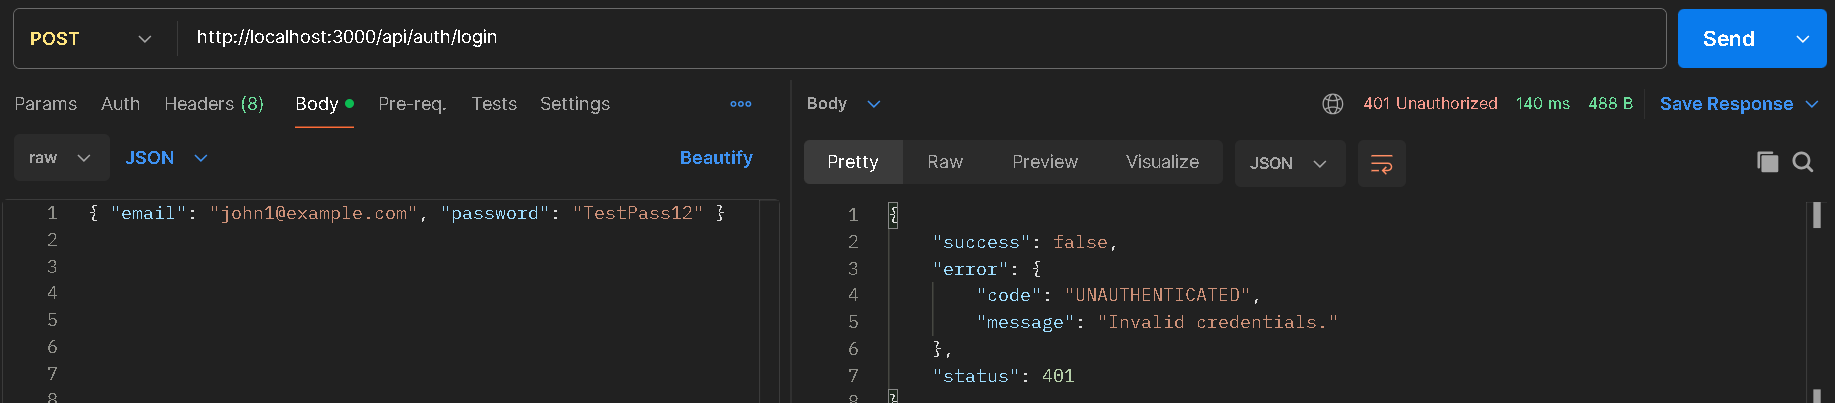 POST http://localhost:3000/api/auth/login Send
Params Auth Headers (8) Body Pre-req. Tests Settings
raw JSON Beautify
1 { "email": "john1@example.com", "password": "TestPass12" }
2
3
4
5
6
7
8
Body 401 Unauthorized 140 ms 488 B Save Response
Pretty Raw Preview Visualize JSON
1 {
2 "success": false,
3 "error": {
4 "code": "UNAUTHENTICATED",
5 "message": "Invalid credentials."
6 },
7 "status": 401
8 }